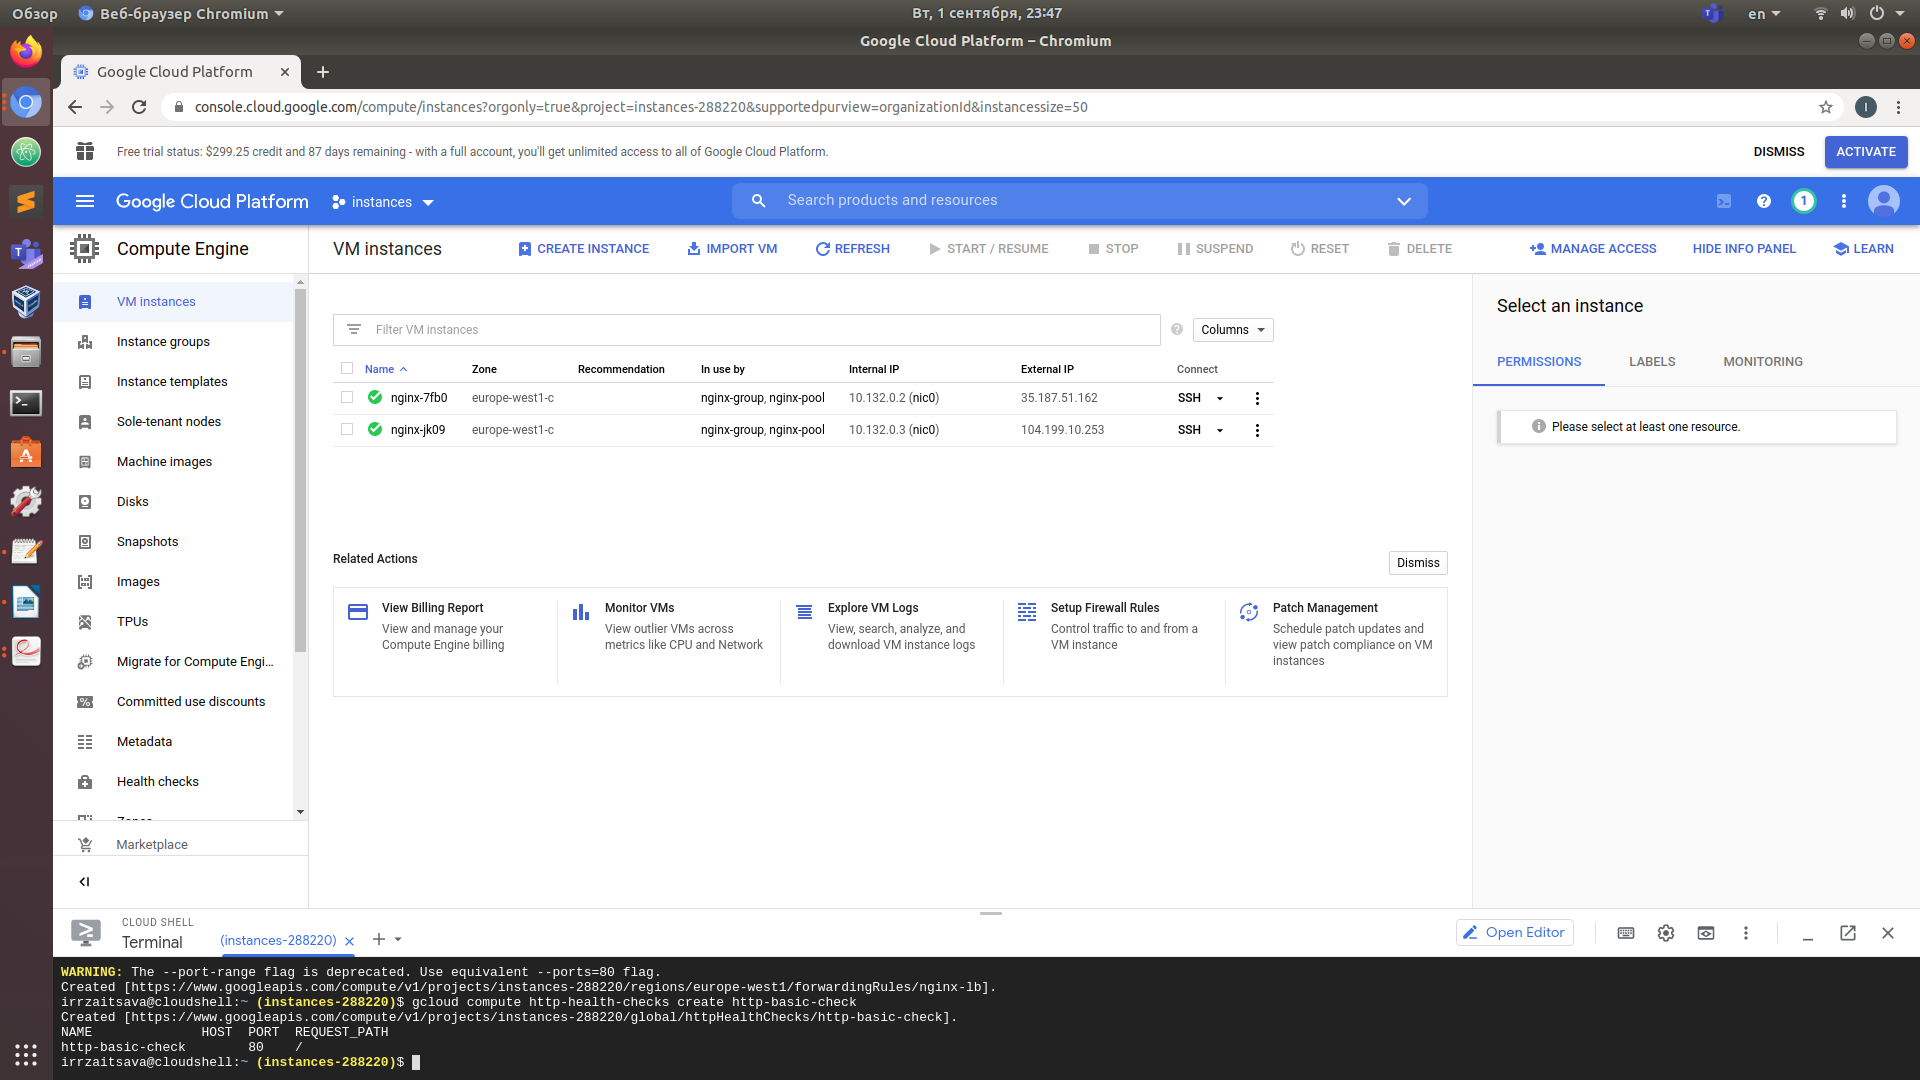 Обзор
Веб-браузер Chromium
Вт, 1 сентября, 23:47
en
Google Cloud Platform – Chromium
Google Cloud Platform
console.cloud.google.com/compute/instances?orgonly=true&project=instances-288220&supportedpurview=organizationId&instancessize=50
I
Free trial status: $299.25 credit and 87 days remaining - with a full account, you'll get unlimited access to all of Google Cloud Platform.
DISMISS
ACTIVATE
Google Cloud Platform
instances
Search products and resources
1
Compute Engine
VM instances
CREATE INSTANCE
IMPORT VM
REFRESH
START / RESUME
STOP
SUSPEND
RESET
DELETE
MANAGE ACCESS
HIDE INFO PANEL
LEARN
VM instances
Instance groups
Instance templates
Sole-tenant nodes
Machine images
Disks
Snapshots
Images
TPUs
Migrate for Compute Engi...
Committed use discounts
Metadata
Health checks
Zones
Marketplace
Filter VM instances
Columns
Name Zone Recommendation In use by Internal IP External IP Connect
nginx-7fb0 europe-west1-c nginx-group, nginx-pool 10.132.0.2 (nic0) 35.187.51.162 SSH
nginx-jk09 europe-west1-c nginx-group, nginx-pool 10.132.0.3 (nic0) 104.199.10.253 SSH
Related Actions
Dismiss
View Billing Report
View and manage your
Compute Engine billing
Monitor VMs
View outlier VMs across
metrics like CPU and Network
Explore VM Logs
View, search, analyze, and
download VM instance logs
Setup Firewall Rules
Control traffic to and from a
VM instance
Patch Management
Schedule patch updates and
view patch compliance on VM
instances
Select an instance
PERMISSIONS
LABELS
MONITORING
Please select at least one resource.
CLOUD SHELL
Terminal
(instances-288220)
Open Editor
WARNING: The --port-range flag is deprecated. Use equivalent --ports=80 flag.
Created [https://www.googleapis.com/compute/v1/projects/instances-288220/regions/europe-west1/forwardingRules/nginx-lb].
irrzaitsava@cloudshell:~ (instances-288220)$ gcloud compute http-health-checks create http-basic-check
Created [https://www.googleapis.com/compute/v1/projects/instances-288220/global/httpHealthChecks/http-basic-check].
NAME HOST PORT REQUEST_PATH
http-basic-check 80 /
irrzaitsava@cloudshell:~ (instances-288220)$